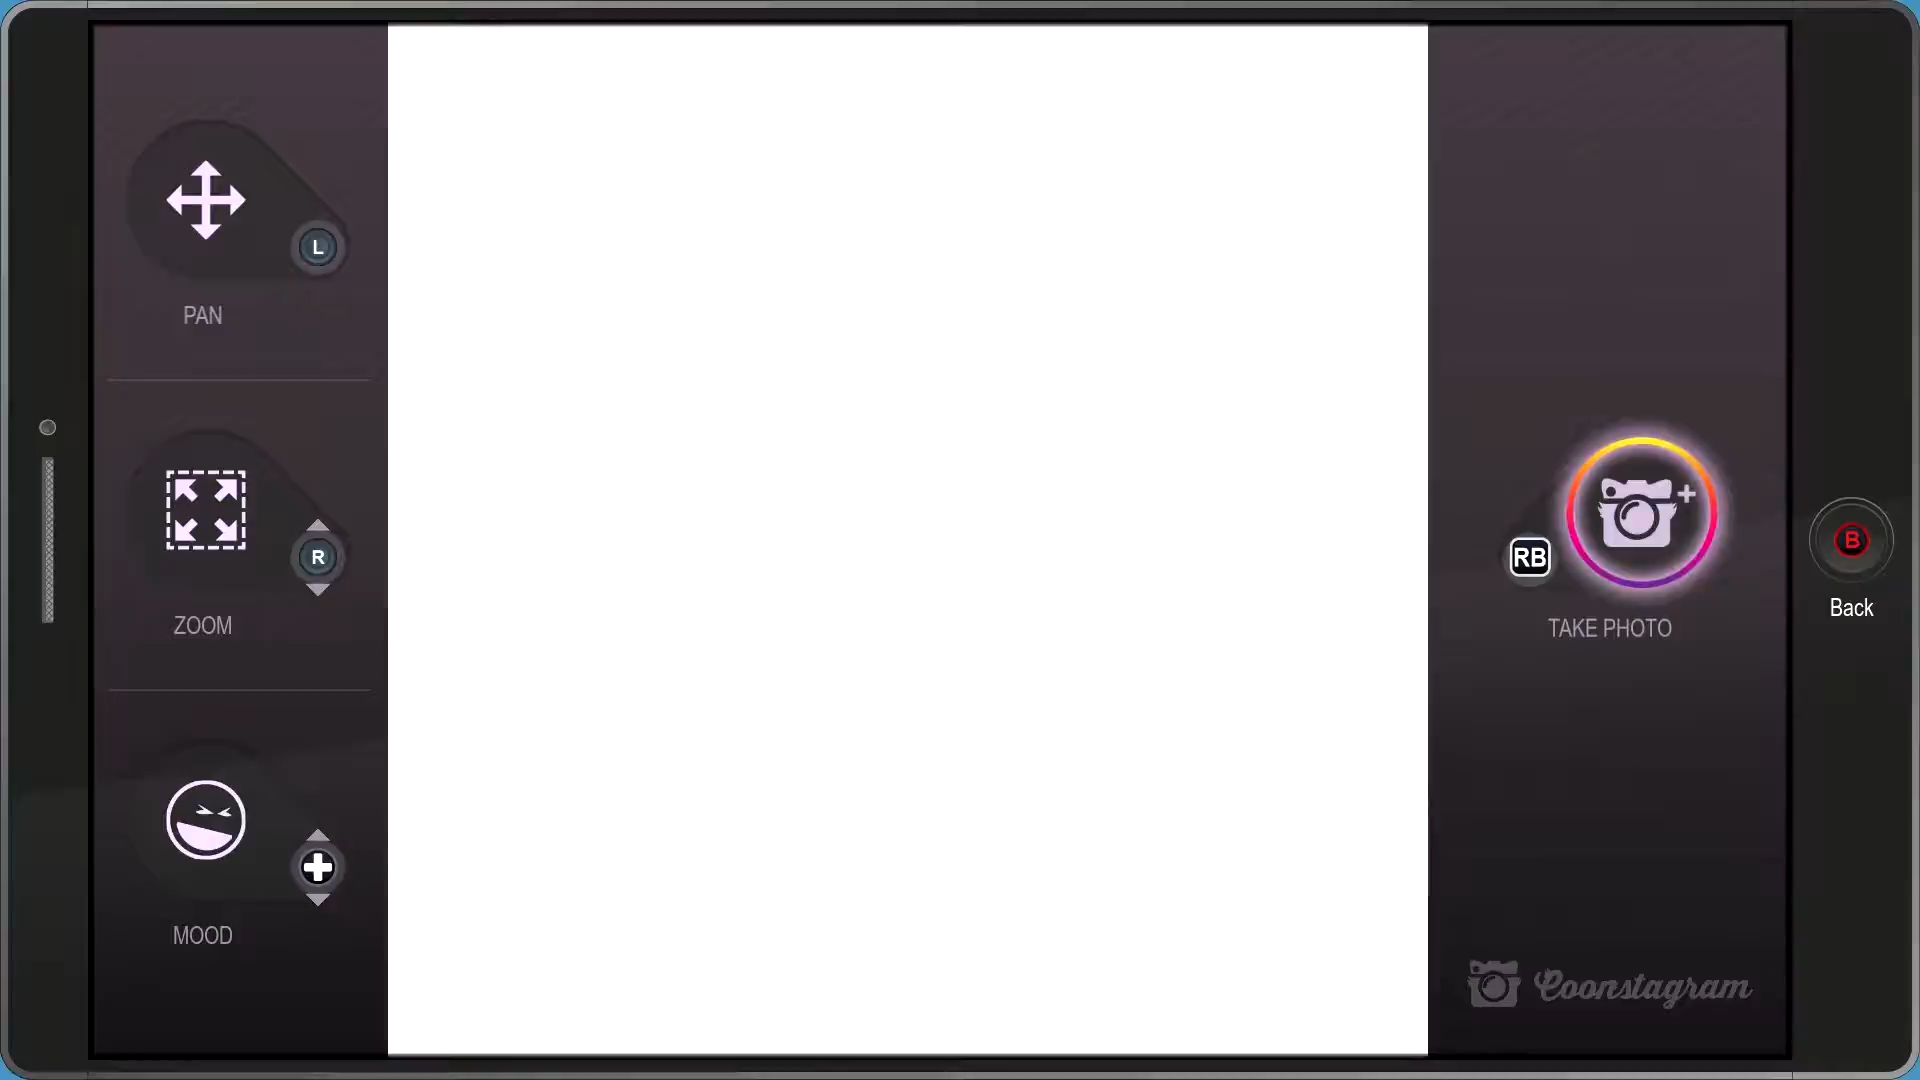 PAN
L
ZOOM
R
MOOD
RB
TAKE PHOTO
B
Back
Coonstagram